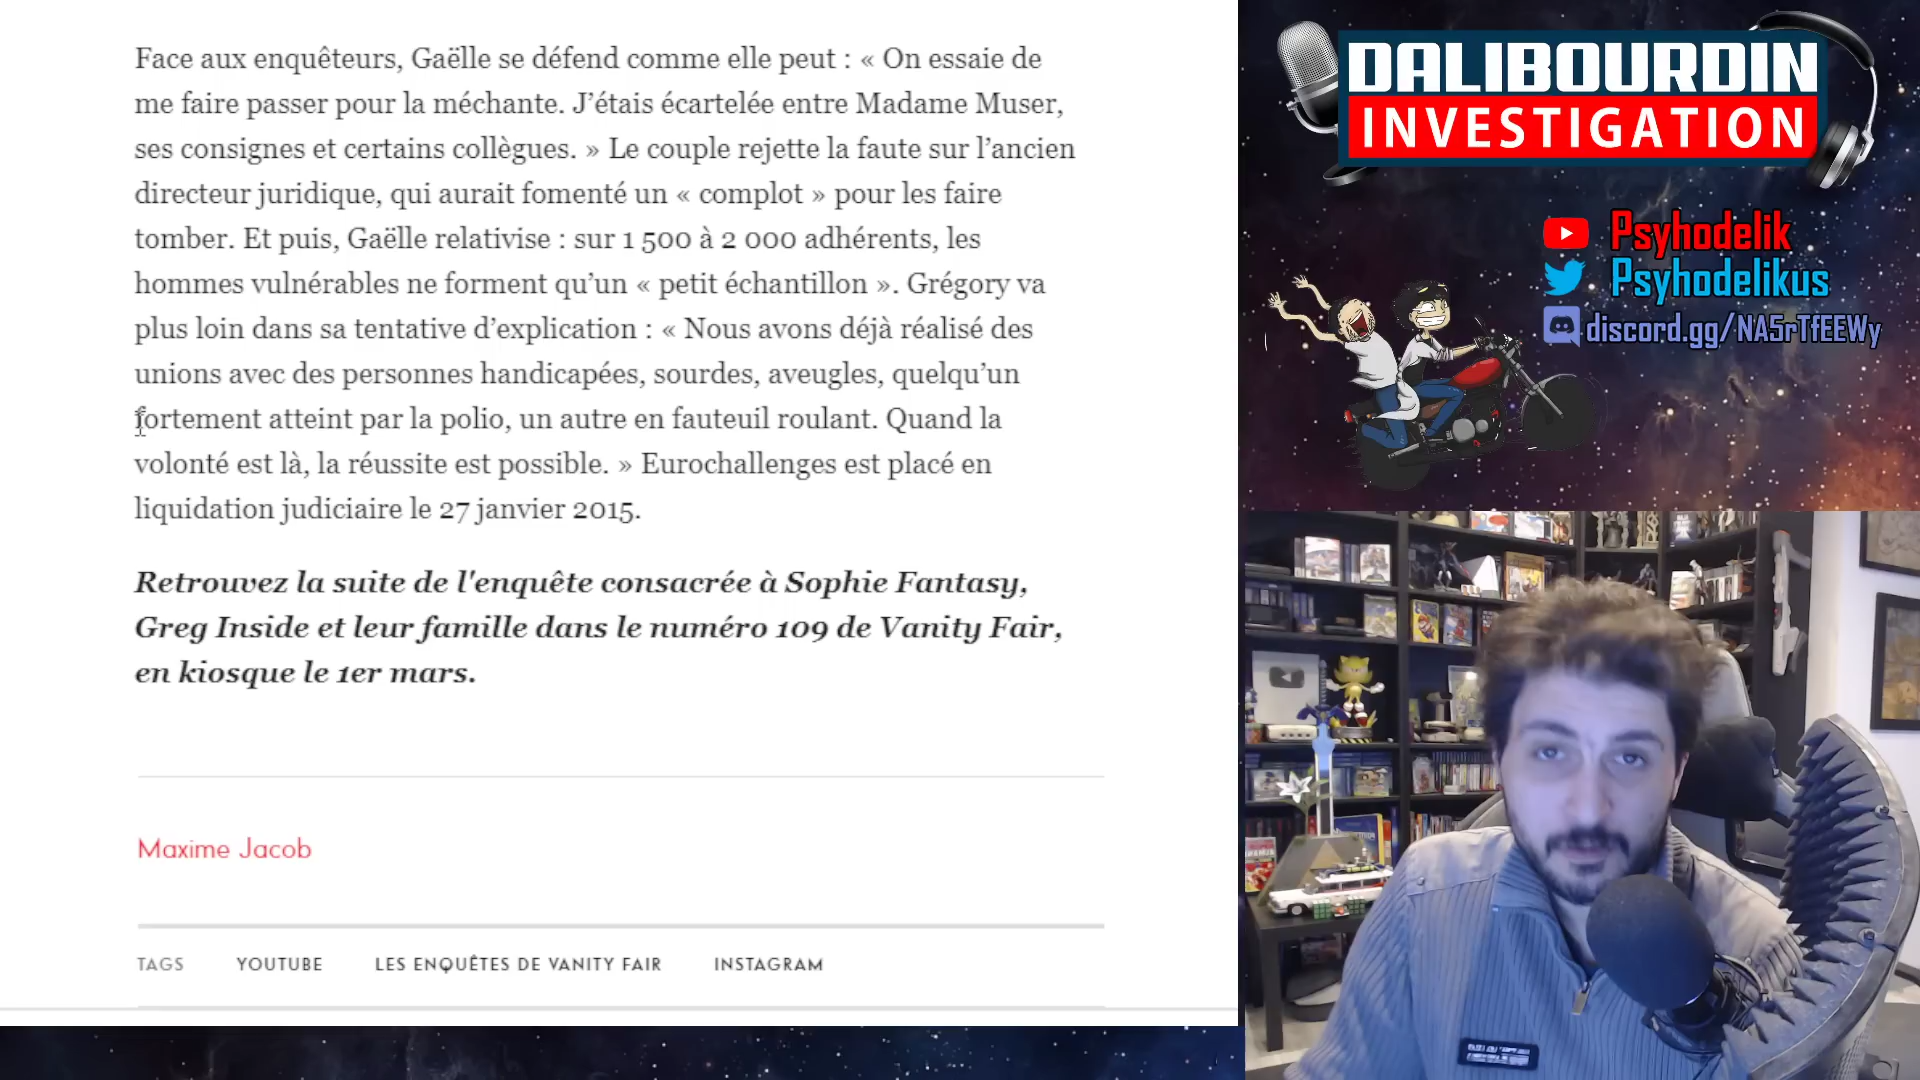 Face aux enquêteurs, Gaëlle se défend comme elle peut : « On essaie de
me faire passer pour la méchante. J’étais écartelée entre Madame Muser,
ses consignes et certains collègues. » Le couple rejette la faute sur l’ancien
directeur juridique, qui aurait fomenté un « complot » pour les faire
tomber. Et puis, Gaëlle relativise : sur 1 500 à 2 000 adhérents, les
hommes vulnérables ne forment qu’un « petit échantillon ». Grégory va
plus loin dans sa tentative d’explication : « Nous avons déjà réalisé des
unions avec des personnes handicapées, sourdes, aveugles, quelqu’un
fortement atteint par la polio, un autre en fauteuil roulant. Quand la
volonté est là, la réussite est possible. » Eurochallenges est placé en
liquidation judiciaire le 27 janvier 2015.
Retrouvez la suite de l'enquête consacrée à Sophie Fantasy,
Greg Inside et leur famille dans le numéro 109 de Vanity Fair,
en kiosque le 1er mars.
Maxime Jacob
TAGS YOUTUBE LES ENQUÊTES DE VANITY FAIR INSTAGRAM
DALIBOURDIN
INVESTIGATION
Psyhodelik
Psyhodelikus
discord.gg/NA5rTfEEWy